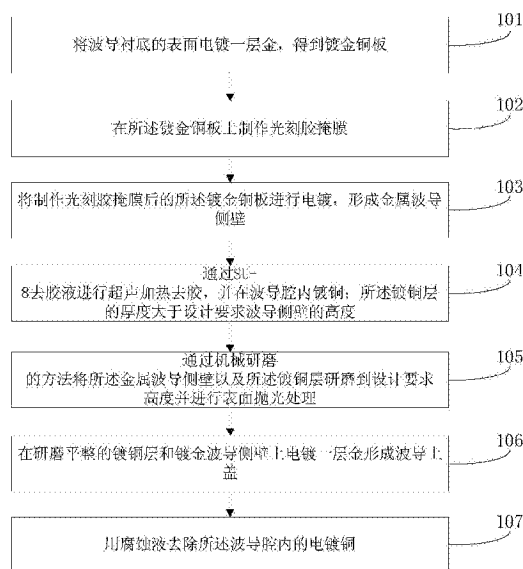 101
将波导衬底的表面电镀一层金，得到镀金铜板
102
在所述镀金铜板上制作光刻胶掩膜
103
将制作光刻胶掩膜后的所述镀金铜板进行电镀，形成金属波导
侧壁
104
通过SU-
8去胶液进行超声加热去胶，并在波导腔内镀铜；所述镀铜层
的厚度大于设计要求波导侧壁的高度
105
通过机械研磨
的方法将所述金属波导侧壁以及所述镀铜层研磨到设计要求
高度并进行表面抛光处理
106
在研磨平整的镀铜层和镀金波导侧壁上电镀一层金形成波导上
盖
107
用腐蚀液去除所述波导腔内的电镀铜